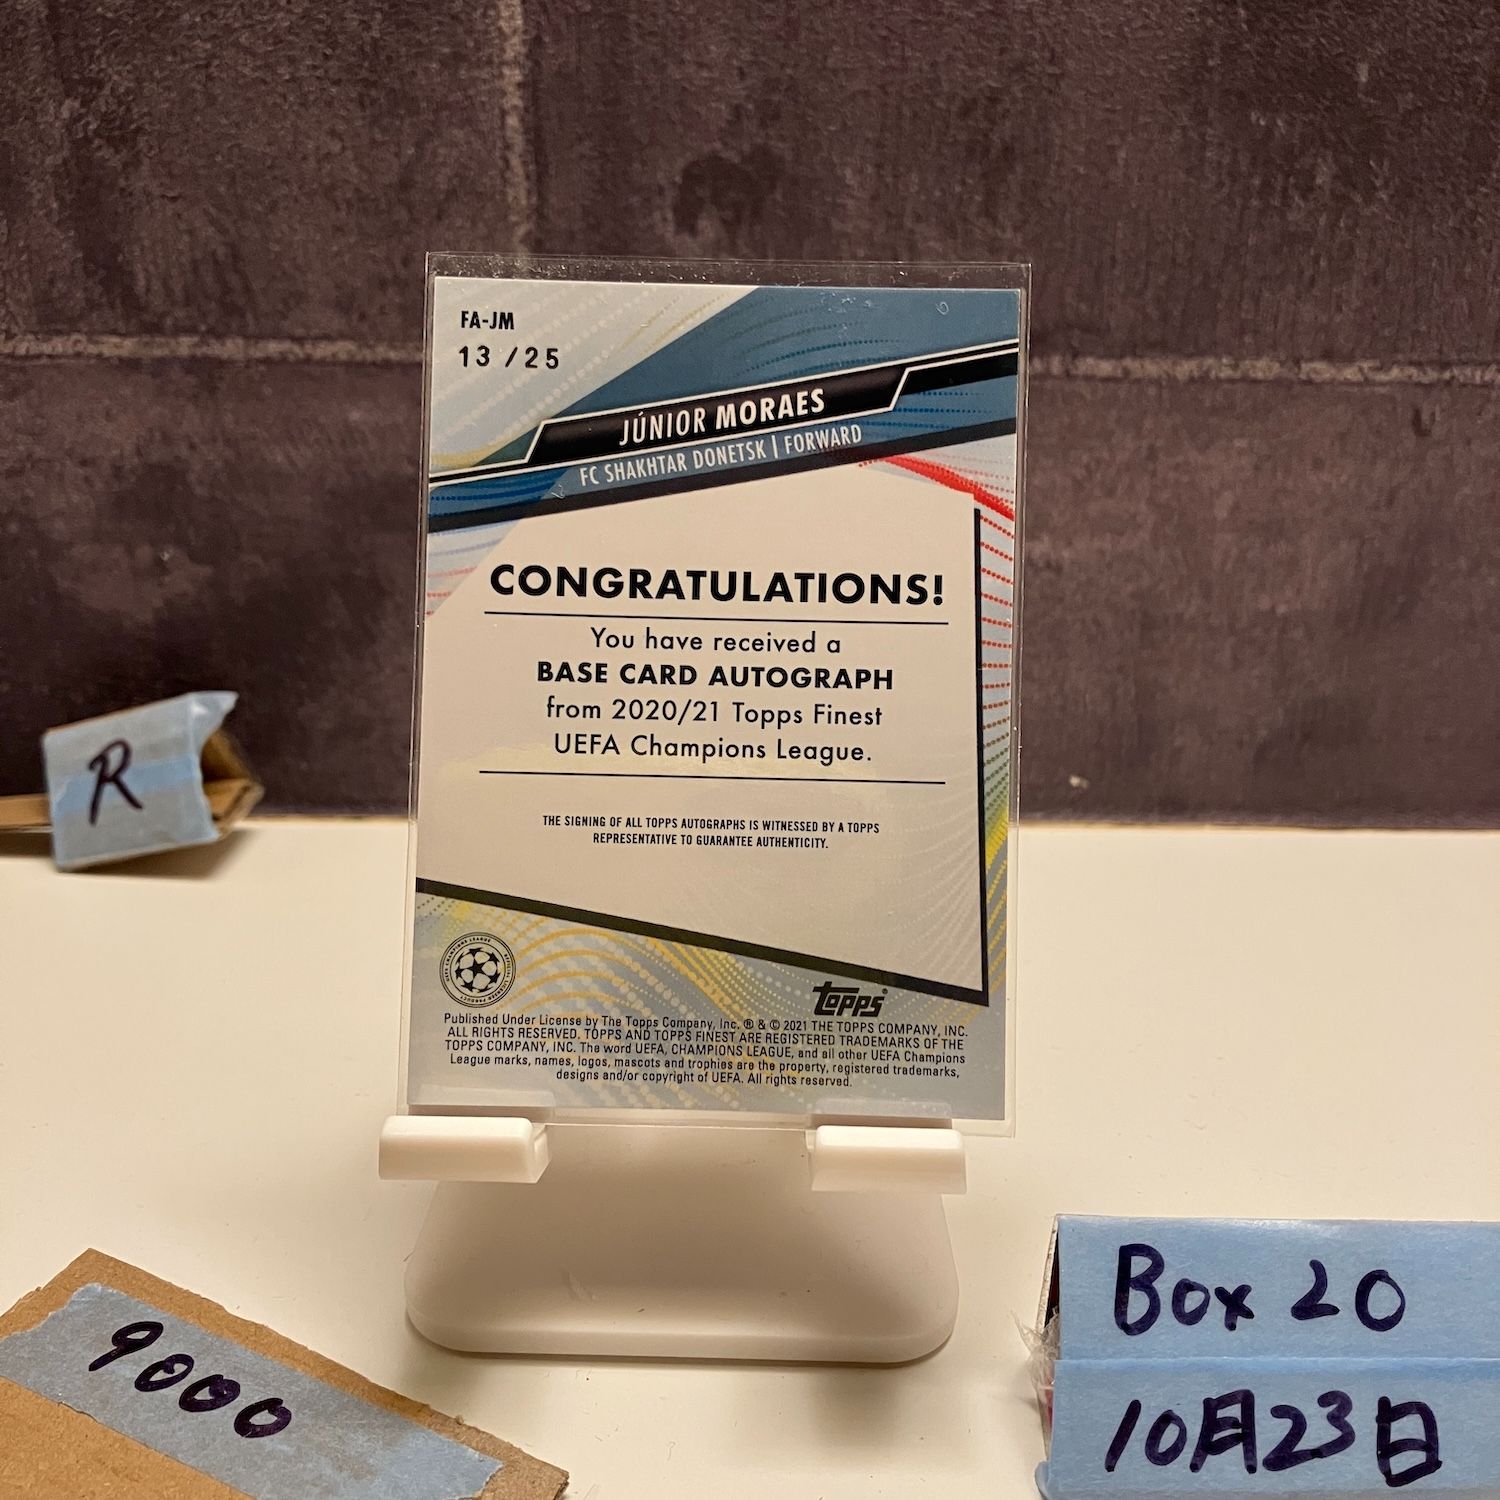 FA-JM
13 /25
JÚNIOR MORAES
FC SHAKHTAR DONETSK | FORWARD
CONGRATULATIONS!
You have received a
BASE CARD AUTOGRAPH
from 2020/21 Topps Finest
UEFA Champions League.
THE SIGNING OF ALL TOPPS AUTOGRAPHS IS WITNESSED BY A TOPPS
REPRESENTATIVE TO GUARANTEE AUTHENTICITY.
R
topps
Published Under License by The Topps Company, Inc. ® & © 2021 THE TOPPS COMPANY, INC.
ALL RIGHTS RESERVED. TOPPS AND TOPPS FINEST ARE REGISTERED TRADEMARKS OF THE
TOPPS COMPANY, INC. The word UEFA, CHAMPIONS LEAGUE, and all other UEFA Champions
League marks, names, logos, mascots and trophies are the property, registered trademarks,
designs and/or copyright of UEFA. All rights reserved.
9000
Box 20
10月23日